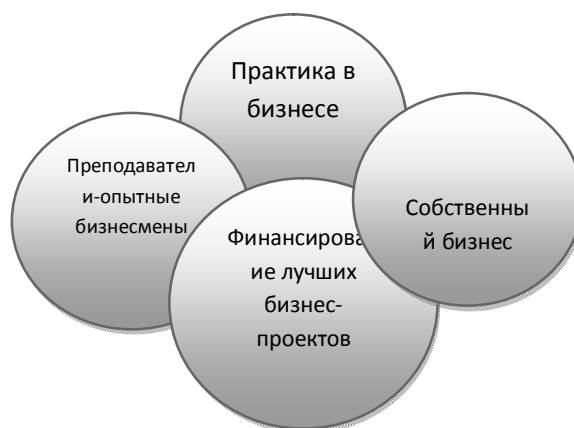 Практика в
бизнесе
Преподавател
и-опытные
бизнесмены
Собственны
й бизнес
Финансирова
ие лучших
бизнес-
проектов